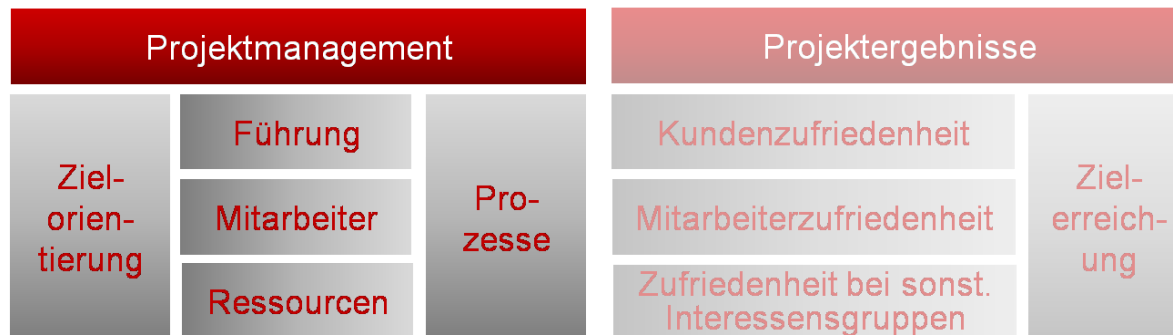 Projektmanagement
Projektergebnisse
Ziel-
orien-
tierung
Führung
Mitarbeiter
Ressourcen
Pro-
zesse
Kundenzufriedenheit
Mitarbeiterzufriedenheit
Zufriedenheit bei sonst.
Interessensgruppen
Ziel-
erreich-
ung